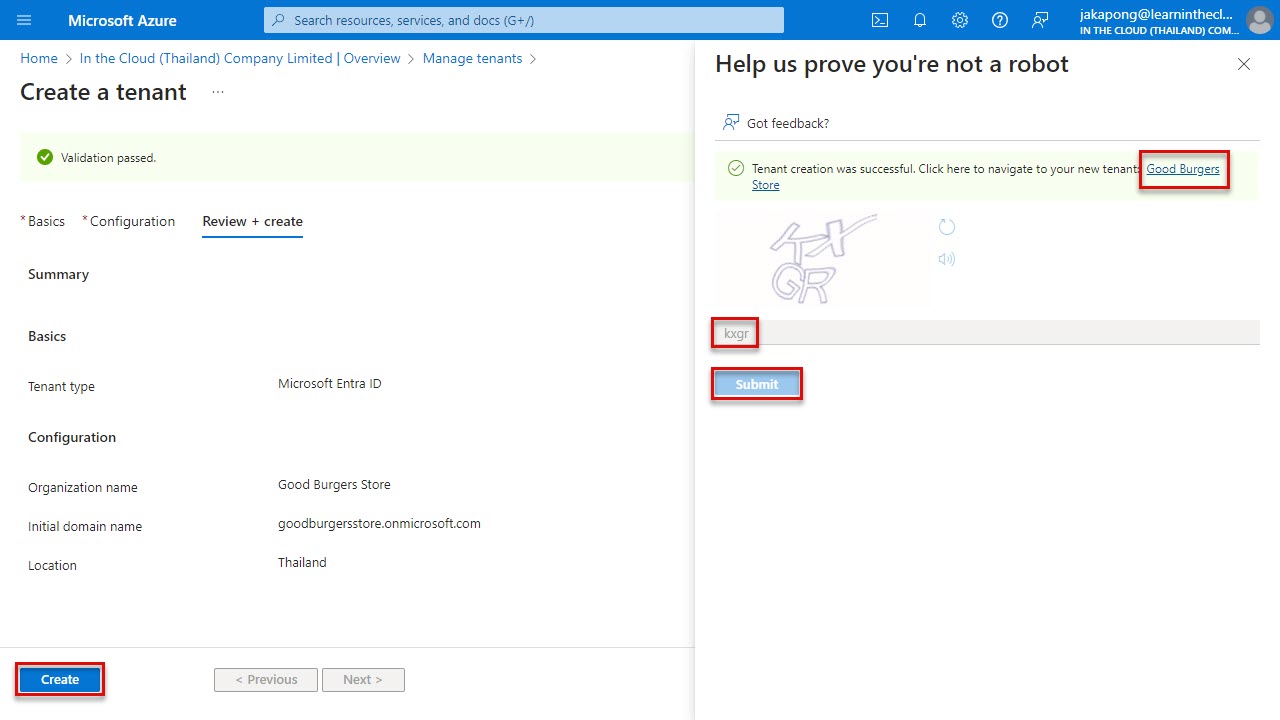 Microsoft Azure
Search resources, services, and docs (G+/)
jakapong@learninthecl...
IN THE CLOUD (THAILAND) COM...
Home > In the Cloud (Thailand) Company Limited | Overview > Manage tenants >
Create a tenant ...
Validation passed.
* Basics * Configuration Review + create
Summary
Basics
Tenant type Microsoft Entra ID
Configuration
Organization name Good Burgers Store
Initial domain name goodburgersstore.onmicrosoft.com
Location Thailand
Create < Previous Next >
Help us prove you're not a robot
Got feedback?
Tenant creation was successful. Click here to navigate to your new tenant: Good Burgers
Store
KX
GR
kxgr
Submit